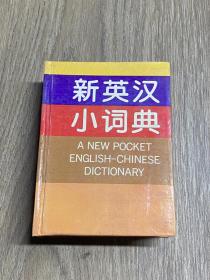 新英汉
小词典
A NEW POCKET
ENGLISH-CHINESE
DICTIONARY